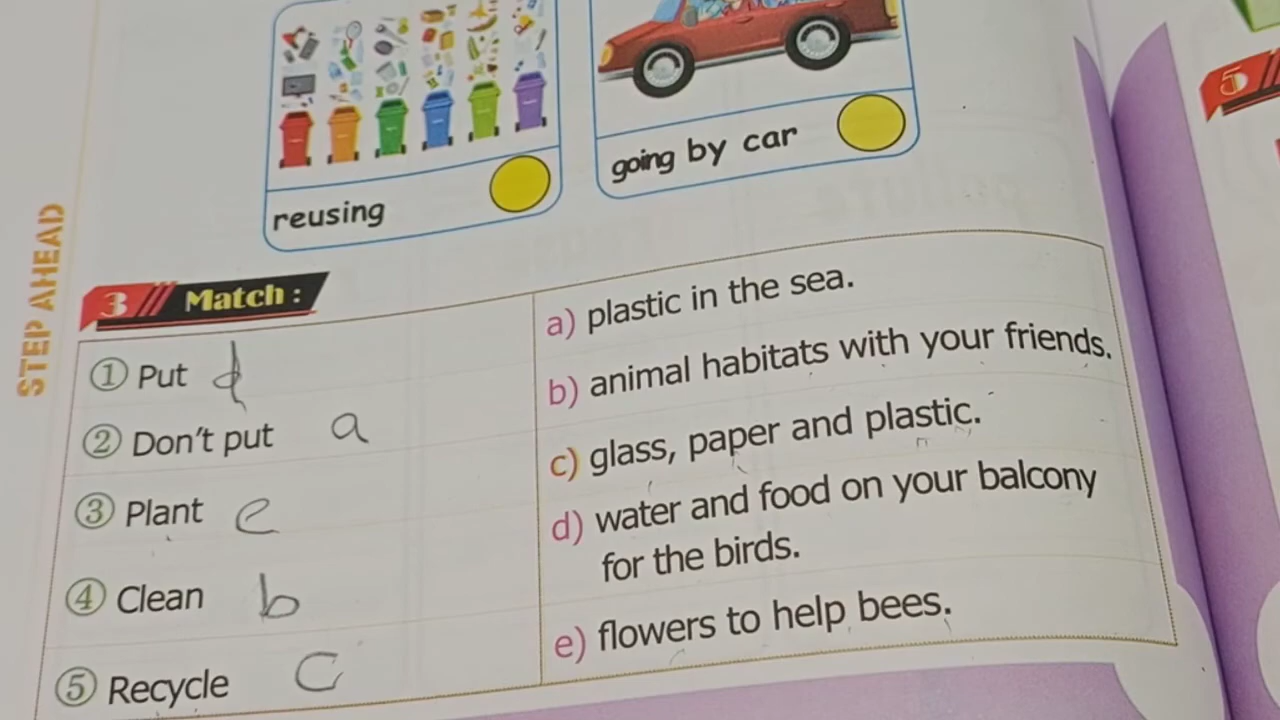 reusing
going by car
STEP AHEAD
5
3 Match :
① Put d
② Don't put a
③ Plant e
④ Clean b
⑤ Recycle c
a) plastic in the sea.
b) animal habitats with your friends.
c) glass, paper and plastic.
d) water and food on your balcony
for the birds.
e) flowers to help bees.